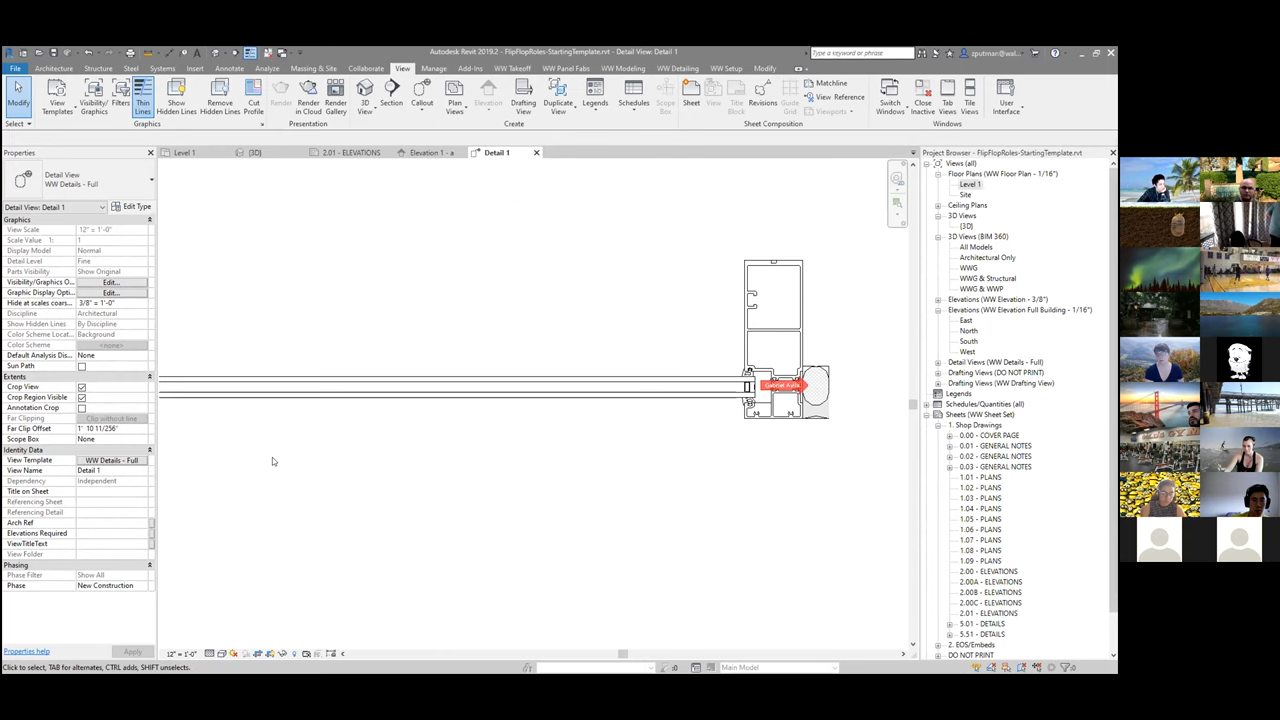 Autodesk Revit 2019.2 - FlipFlopRoles-StartingTemplate.rvt - Detail View: Detail 1
Type a keyword or phrase
zputman@wal...
File Architecture Structure Steel Systems Insert Annotate Analyze Massing & Site Collaborate View Manage Add-Ins WW Takeoff WW Panel Fabs WW Modeling WW Detailing WW Setup Modify
Modify
View Templates
Visibility/ Graphics
Filters
Thin Lines
Show Hidden Lines
Remove Hidden Lines
Cut Profile
Render
Render in Cloud
Render Gallery
3D View
Section
Callout
Plan Views
Elevation
Drafting View
Duplicate View
Legends
Schedules
Scope Box
Sheet
View
Title Block
Revisions
Guide Grid
Matchline
View Reference
Viewports
Switch Windows
Close Inactive
Tab Views
Tile Views
User Interface
Select
Graphics
Presentation
Create
Sheet Composition
Windows
Properties
Level 1
{3D}
2.01 - ELEVATIONS
Elevation 1 - a
Detail 1
Project Browser - FlipFlopRoles-StartingTemplate.rvt
Detail View
WW Details - Full
Detail View: Detail 1
Edit Type
Graphics
View Scale 12" = 1'-0"
Scale Value 1: 1
Display Model Normal
Detail Level Fine
Parts Visibility Show Original
Visibility/Graphics O... Edit...
Graphic Display Opti... Edit...
Hide at scales coars... 3/8" = 1'-0"
Discipline Architectural
Show Hidden Lines By Discipline
Color Scheme Locat... Background
Color Scheme <none>
Default Analysis Dis... None
Sun Path
Extents
Crop View
Crop Region Visible
Annotation Crop
Far Clipping Clip without line
Far Clip Offset 1' 10 11/256"
Scope Box None
Identity Data
View Template WW Details - Full
View Name Detail 1
Dependency Independent
Title on Sheet
Referencing Sheet
Referencing Detail
Arch Ref
Elevations Required
ViewTitleText
View Folder
Phasing
Phase Filter Show All
Phase New Construction
Properties help
Apply
Views (all)
Floor Plans (WW Floor Plan - 1/16")
Level 1
Site
Ceiling Plans
3D Views
{3D}
3D Views (BIM 360)
All Models
Architectural Only
WWG
WWG & Structural
WWG & WWP
Elevations (WW Elevation - 3/8")
Elevations (WW Elevation Full Building - 1/16")
East
North
South
West
Detail Views (WW Details - Full)
Drafting Views (DO NOT PRINT)
Drafting Views (WW Drafting View)
Legends
Schedules/Quantities (all)
Sheets (WW Sheet Set)
1. Shop Drawings
0.00 - COVER PAGE
0.01 - GENERAL NOTES
0.02 - GENERAL NOTES
0.03 - GENERAL NOTES
1.01 - PLANS
1.02 - PLANS
1.03 - PLANS
1.04 - PLANS
1.05 - PLANS
1.06 - PLANS
1.07 - PLANS
1.08 - PLANS
1.09 - PLANS
2.00 - ELEVATIONS
2.00A - ELEVATIONS
2.00B - ELEVATIONS
2.00C - ELEVATIONS
2.01 - ELEVATIONS
5.01 - DETAILS
5.51 - DETAILS
2. EOS/Embeds
DO NOT PRINT
12" = 1'-0"
Click to select, TAB for alternates, CTRL adds, SHIFT unselects.
:0
Main Model
:0